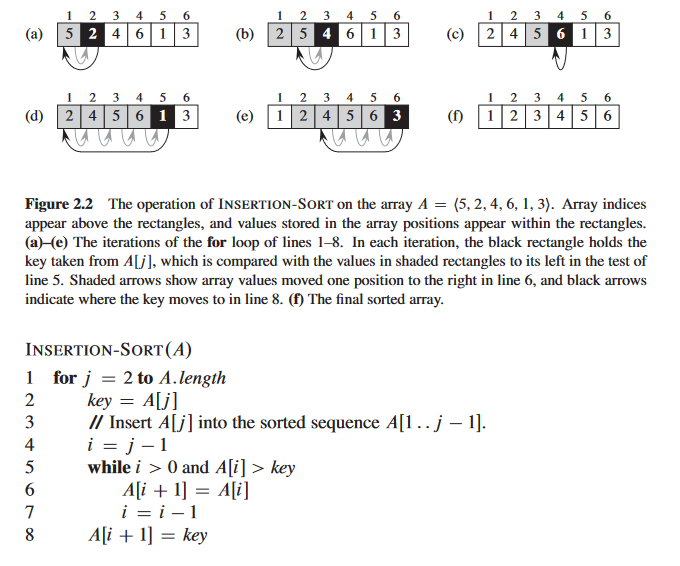 1 2 3 4 5 6
(a) 5 2 4 6 1 3
1 2 3 4 5 6
(b) 2 5 4 6 1 3
1 2 3 4 5 6
(c) 2 4 5 6 1 3
1 2 3 4 5 6
(d) 2 4 5 6 1 3
1 2 3 4 5 6
(e) 1 2 4 5 6 3
1 2 3 4 5 6
(f) 1 2 3 4 5 6
Figure 2.2 The operation of INSERTION-SORT on the array A = ⟨5, 2, 4, 6, 1, 3⟩. Array indices
appear above the rectangles, and values stored in the array positions appear within the rectangles.
(a)–(e) The iterations of the for loop of lines 1–8. In each iteration, the black rectangle holds the
key taken from A[j], which is compared with the values in shaded rectangles to its left in the test of
line 5. Shaded arrows show array values moved one position to the right in line 6, and black arrows
indicate where the key moves to in line 8. (f) The final sorted array.
INSERTION-SORT(A)
1 for j = 2 to A.length
2 key = A[j]
3 // Insert A[j] into the sorted sequence A[1 . . j − 1].
4 i = j − 1
5 while i > 0 and A[i] > key
6 A[i + 1] = A[i]
7 i = i − 1
8 A[i + 1] = key